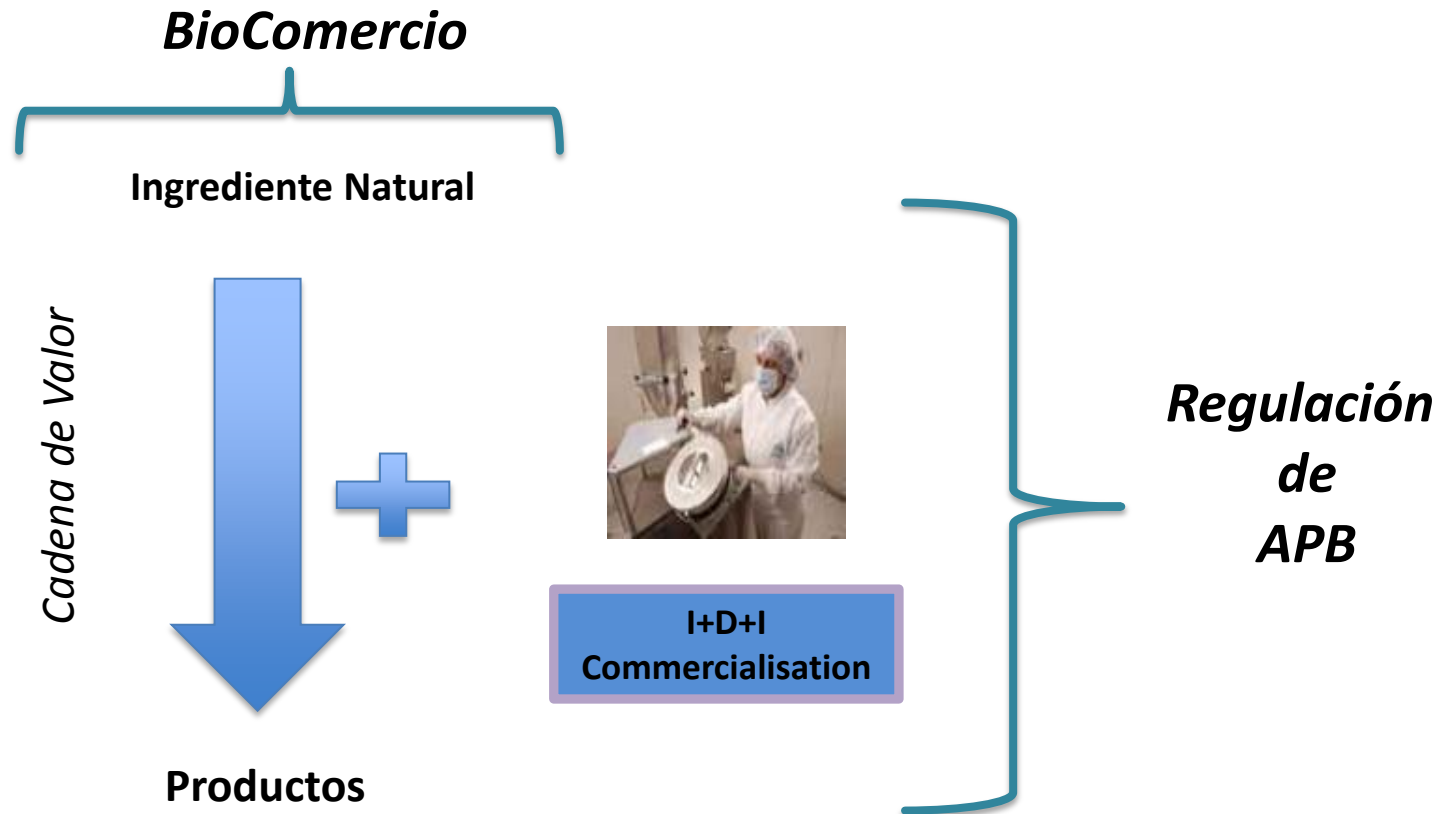 BioComercio
Ingrediente Natural
Cadena de Valor
I+D+I
Commercialisation
Productos
Regulación
de
APB